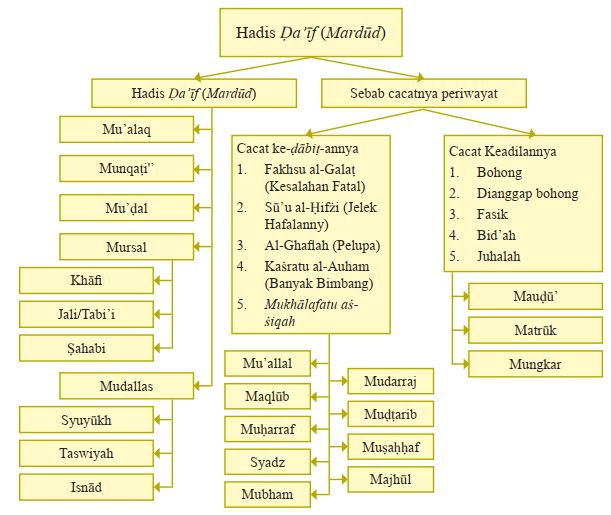 Hadis Ḍa’īf (Mardūd)
Hadis Ḍa’īf (Mardūd)
Mu’alaq
Munqaṭi”
Mu’ḍal
Mursal
Khāfi
Jali/Tabi’i
Ṣahabi
Mudallas
Syuyūkh
Taswiyah
Isnād
Sebab cacatnya periwayat
Cacat ke-ḍābiṭ-annya
1. Fakhsu al-Galaṭ
(Kesalahan Fatal)
2. Sū’u al-Ḥifẓi (Jelek
Hafalanny)
3. Al-Ghaflah (Pelupa)
4. Kaṡratu al-Auham
(Banyak Bimbang)
5. Mukhālafatu aṡ-
ṡiqah
Mu’allal
Maqlūb
Muḥarraf
Syadz
Mubham
Mudarraj
Muḍṭarib
Muṣaḥḥaf
Majhūl
Cacat Keadilannya
1. Bohong
2. Dianggap bohong
3. Fasik
4. Bid’ah
5. Juhalah
Mauḍū’
Matrūk
Mungkar